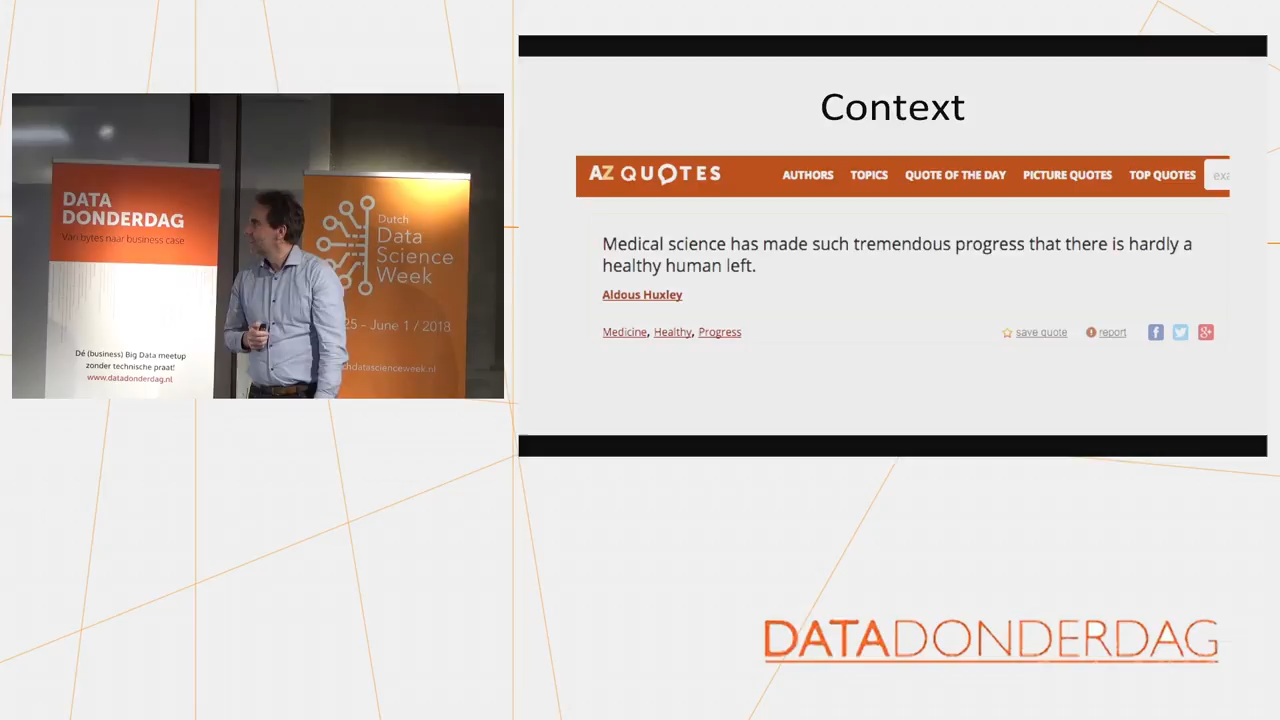 DATA
DONDERDAG
Van bytes naar business case
Dé (business) Big Data meetup
zonder technische praat!
www.datadonderdag.nl
Dutch
Data
Science
Week
25 - June 1 / 2018
chdatascienceweek.nl
Context
AZ QUOTES
AUTHORS TOPICS QUOTE OF THE DAY PICTURE QUOTES TOP QUOTES exa
Medical science has made such tremendous progress that there is hardly a
healthy human left.
Aldous Huxley
Medicine, Healthy, Progress
save quote report
DATADONDERDAG